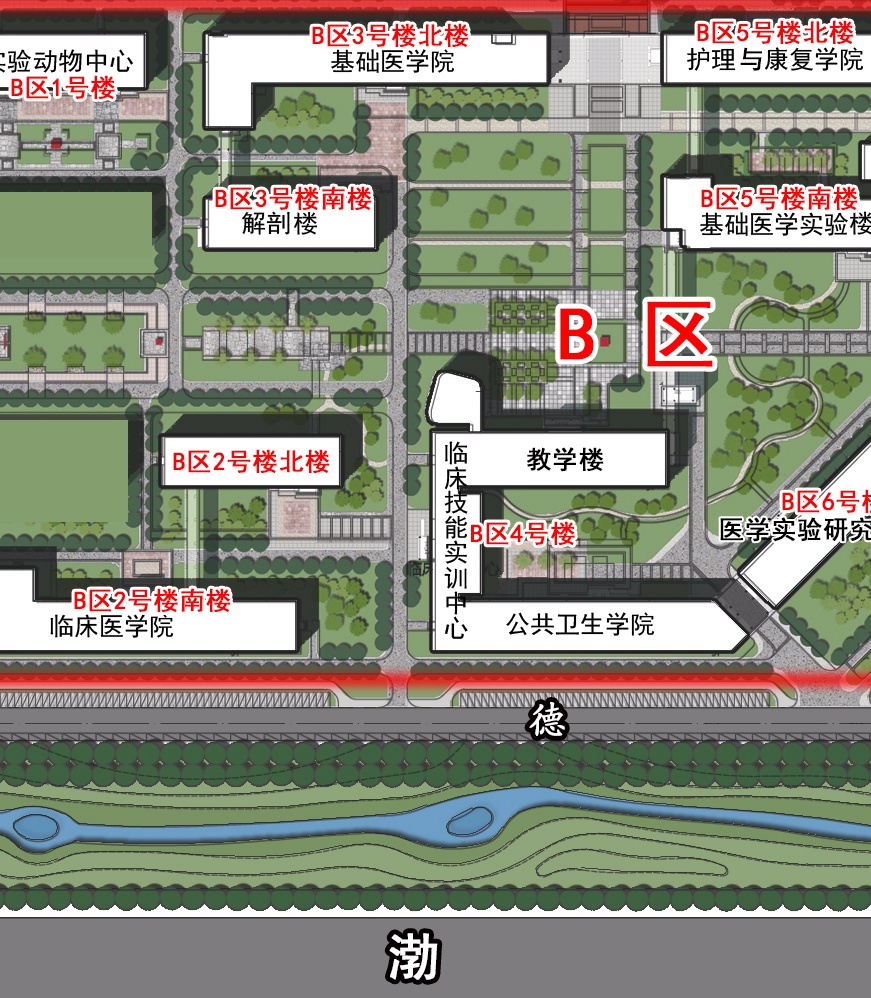 B区3号楼北楼
基础医学院
B区5号楼北楼
护理与康复学院
实验动物中心
B区1号楼
B区3号楼南楼
解剖楼
B区5号楼南楼
基础医学实验楼
B 区
B区2号楼北楼
临床技能实训中心
教学楼
B区4号楼
B区6号
医学实验研究
B区2号楼南楼
临床医学院
公共卫生学院
德
渤